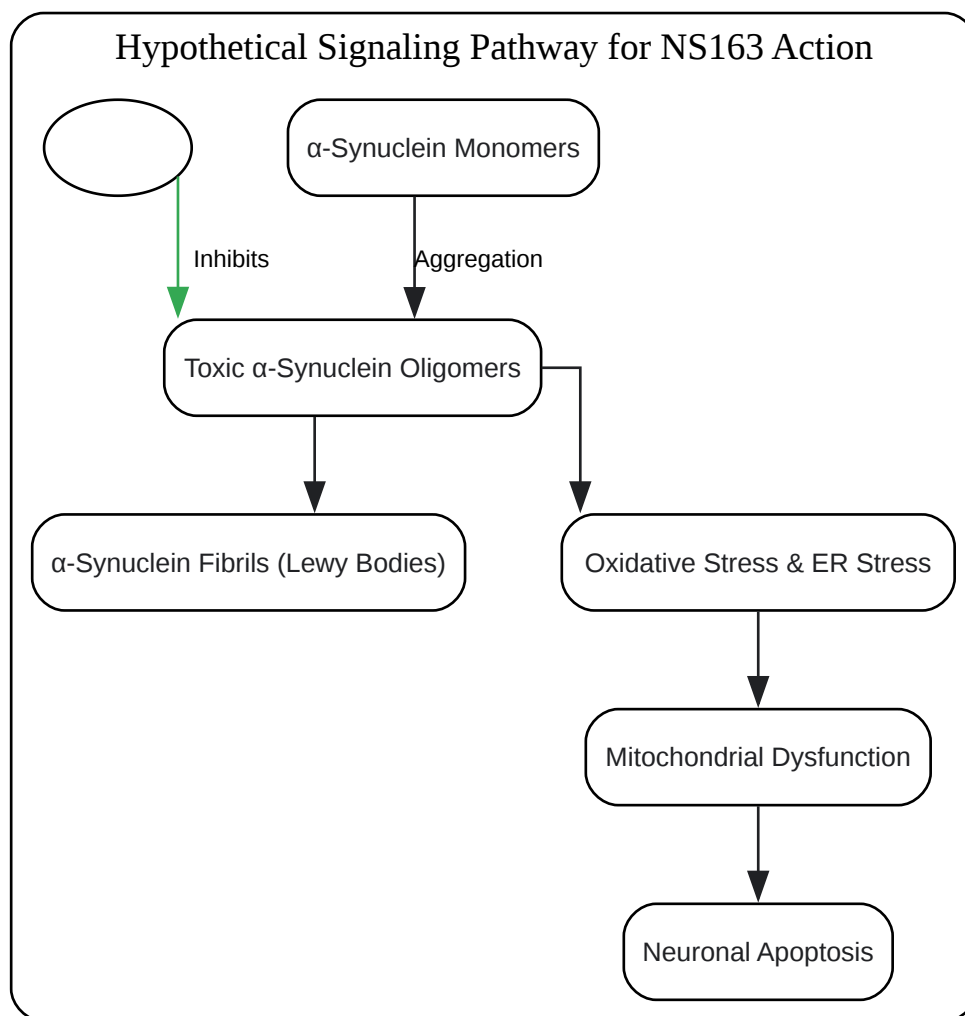 Hypothetical Signaling Pathway for NS163 Action
α-Synuclein Monomers
Inhibits
Aggregation
Toxic α-Synuclein Oligomers
α-Synuclein Fibrils (Lewy Bodies)
Oxidative Stress & ER Stress
Mitochondrial Dysfunction
Neuronal Apoptosis